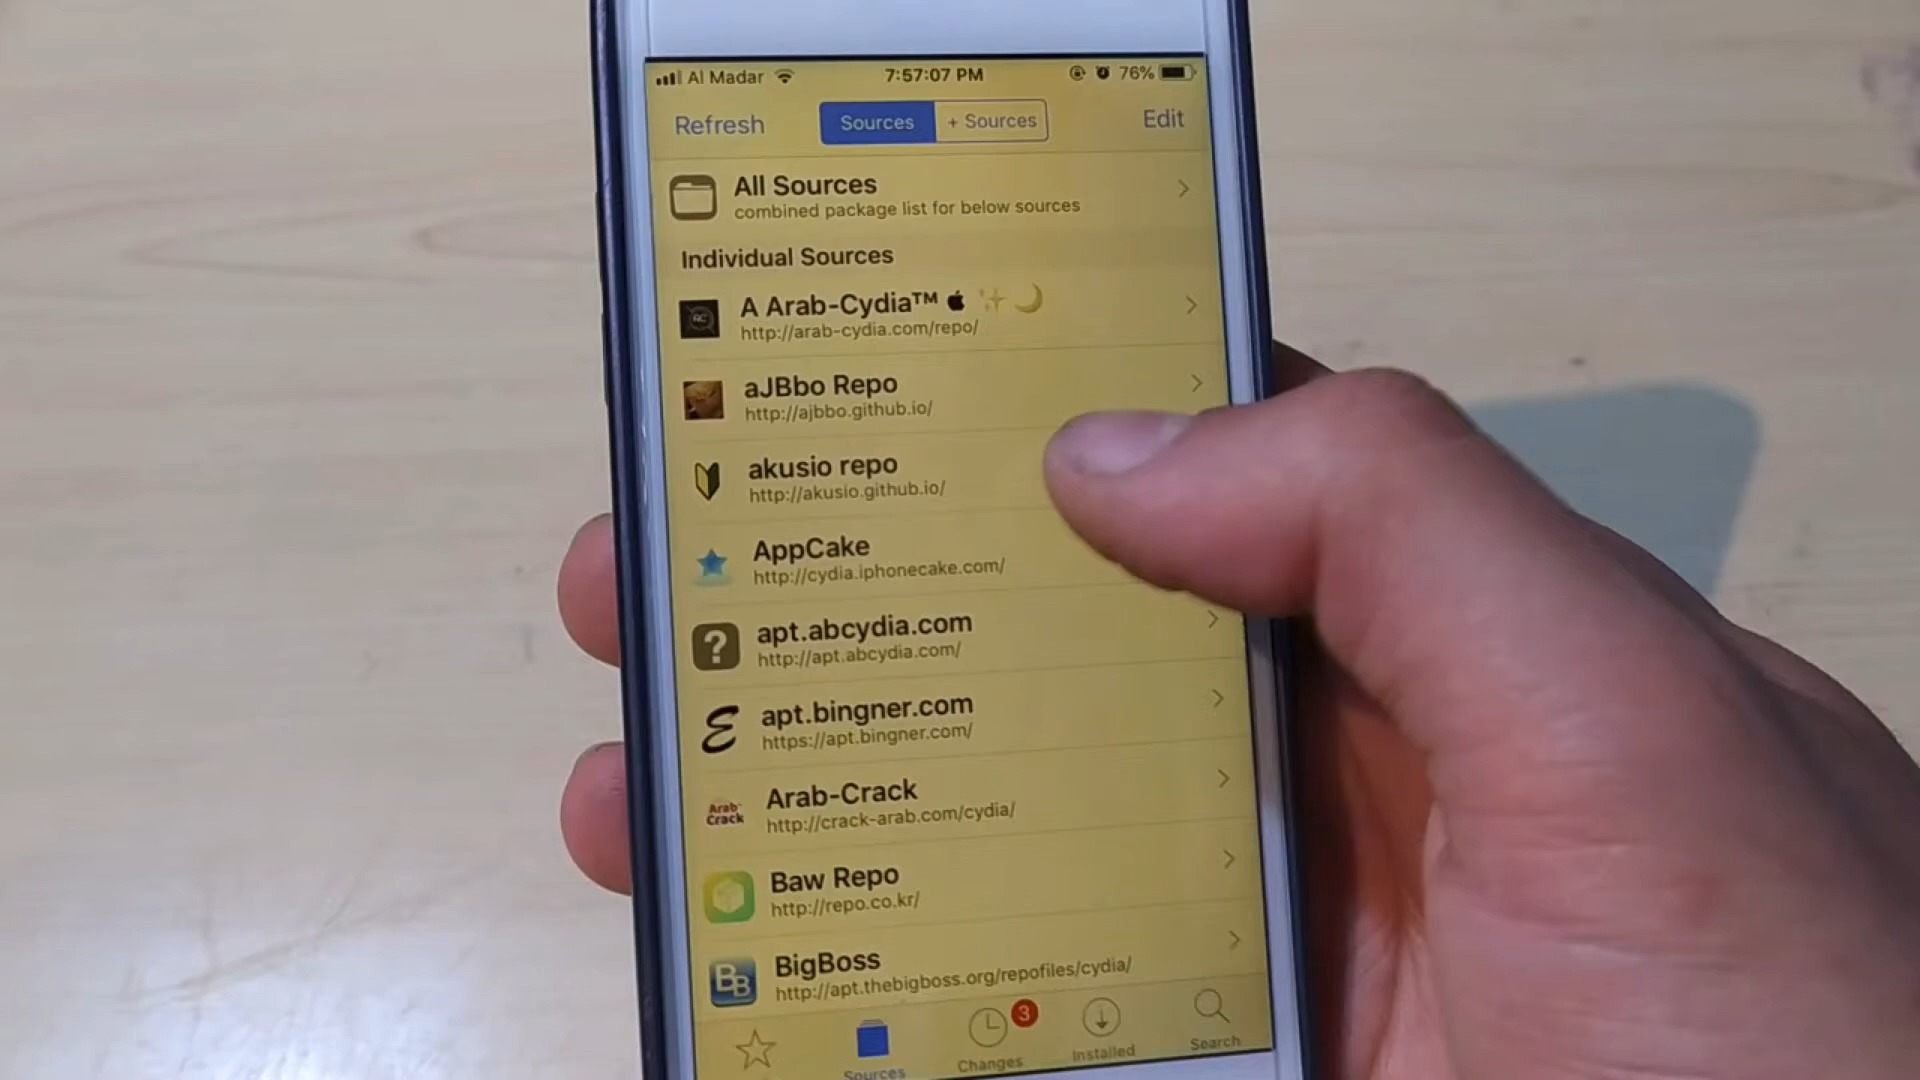 Al Madar 7:57:07 PM 76%
Refresh Sources + Sources Edit
All Sources
combined package list for below sources
Individual Sources
AC
A Arab-Cydia™ 
http://arab-cydia.com/repo/
aJBbo Repo
http://ajbbo.github.io/
akusio repo
http://akusio.github.io/
AppCake
http://cydia.iphonecake.com/
?
apt.abcydia.com
http://apt.abcydia.com/
apt.bingner.com
https://apt.bingner.com/
Arab-Crack
Arab-Crack
http://crack-arab.com/cydia/
Baw Repo
http://repo.co.kr/
BB
BigBoss
http://apt.thebigboss.org/repofiles/cydia/
3
Sources Changes Installed Search